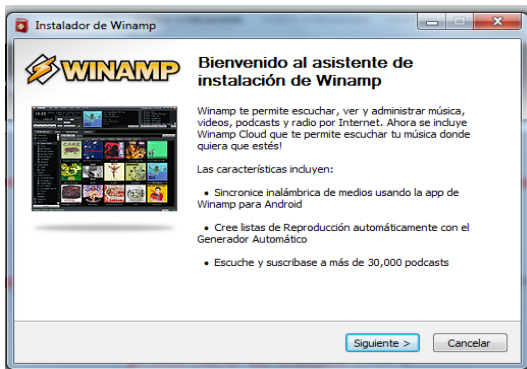 Instalador de Winamp
WINAMP
Bienvenido al asistente de
instalación de Winamp
Winamp te permite escuchar, ver y administrar música,
videos, podcasts y radio por Internet. Ahora se incluye
Winamp Cloud que te permite escuchar tu música donde
quiera que estés!
Las características incluyen:
• Sincronice inalámbrica de medios usando la app de
Winamp para Android
• Cree listas de Reproducción automáticamente con el
Generador Automático
• Escuche y suscribase a más de 30,000 podcasts
Siguiente >
Cancelar